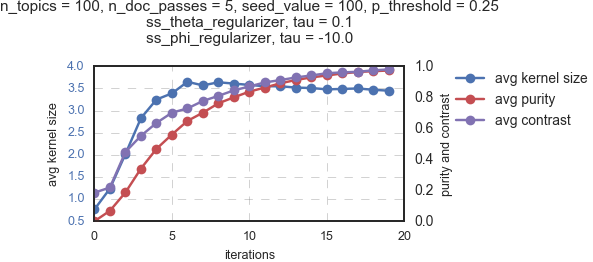 n_topics = 100, n_doc_passes = 5, seed_value = 100, p_threshold = 0.25
ss_theta_regularizer, tau = 0.1
ss_phi_regularizer, tau = -10.0
4.0
3.5
3.0
2.5
2.0
1.5
1.0
0.5
avg kernel size
1.0
0.8
0.6
0.4
0.2
0.0
purity and contrast
avg kernel size
avg purity
avg contrast
0
5
10
15
20
iterations